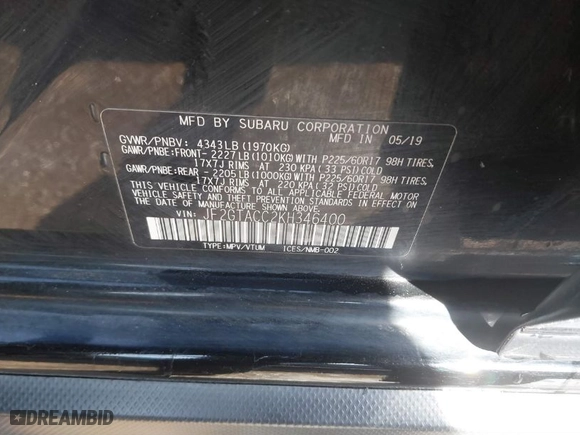 MFD BY SUBARU CORPORATION
GVWR/PNBV: 4343LB (1970KG) MFD IN 05/19
GAWR/PNBE: FRONT- 2227LB (1010KG) WITH P225/60R17 98H TIRES,
17X7J RIMS AT 230 KPA (33 PSI) COLD
GAWR/PNBE: REAR - 2205LB (1000KG) WITH P225/60R17 98H TIRES,
17X7J RIMS AT 220 KPA (32 PSI) COLD
THIS VEHICLE CONFORMS TO ALL APPLICABLE FEDERAL MOTOR
VEHICLE SAFETY AND THEFT PREVENTION STANDARDS IN EFFECT ON
THE DATE OF MANUFACTURE SHOWN ABOVE.
VIN: JF2GTACC2KH346400
TYPE: MPV/VTUM ICES/NMB-002
DREAMBID